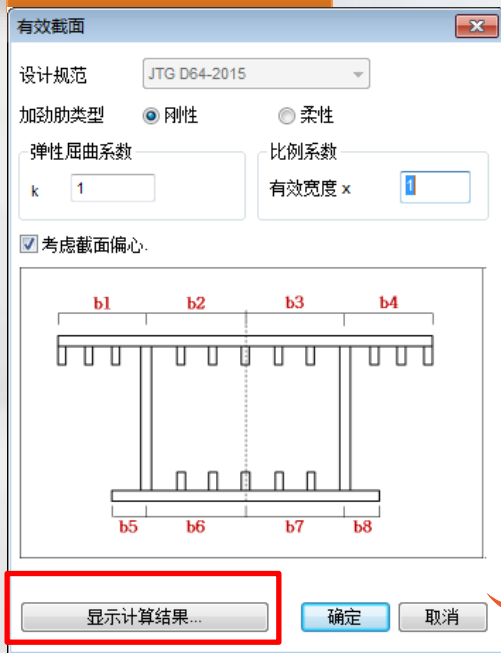 有效截面
设计规范 JTG D64-2015
加劲肋类型 刚性 柔性
弹性屈曲系数 比例系数
k 1 有效宽度 x 1
考虑截面偏心.
b1 b2 b3 b4
b5 b6 b7 b8
显示计算结果... 确定 取消